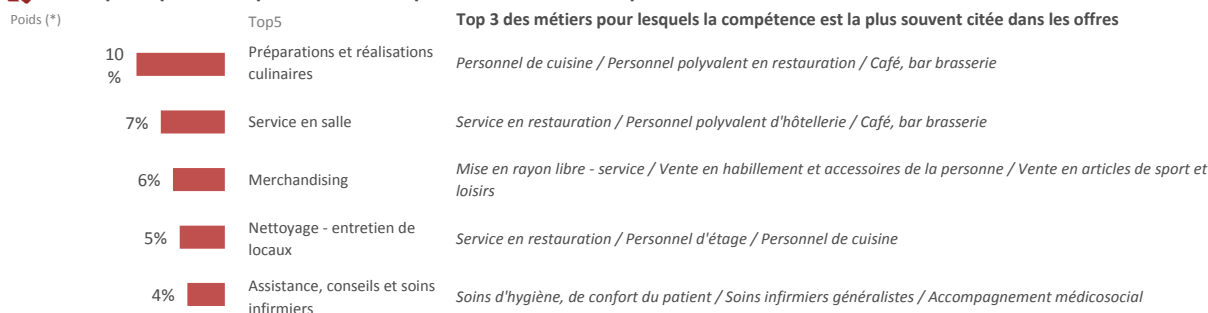 Poids (*)
Top5
Top 3 des métiers pour lesquels la compétence est la plus souvent citée dans les offres
10
%
Préparations et réalisations
culinaires
Personnel de cuisine / Personnel polyvalent en restauration / Café, bar brasserie
7%
Service en salle
Service en restauration / Personnel polyvalent d'hôtellerie / Café, bar brasserie
6%
Merchandising
Mise en rayon libre - service / Vente en habillement et accessoires de la personne / Vente en articles de sport et
loisirs
5%
Nettoyage - entretien de
locaux
Service en restauration / Personnel d'étage / Personnel de cuisine
4%
Assistance, conseils et soins
infirmiers
Soins d'hygiène, de confort du patient / Soins infirmiers généralistes / Accompagnement médicosocial